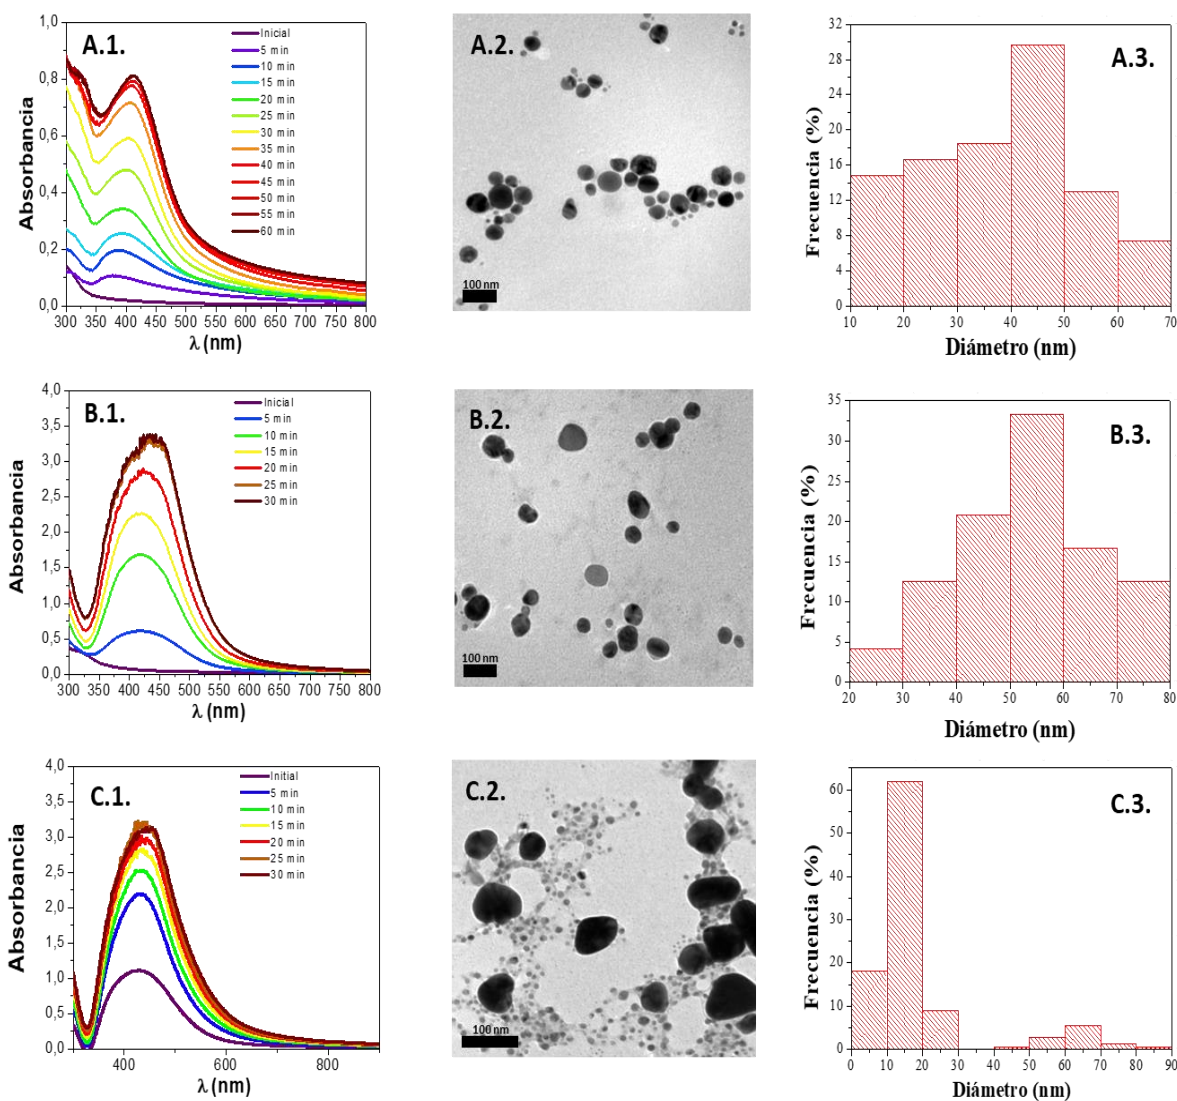 A.1.
Absorbancia
1,0
0,8
0,6
0,4
0,2
0,0
300 350 400 450 500 550 600 650 700 750 800
λ (nm)
Inicial
5 min
10 min
15 min
20 min
25 min
30 min
35 min
40 min
45 min
50 min
55 min
60 min
A.2.
100 nm
A.3.
Frecuencia (%)
32
28
24
20
16
12
8
4
0
10 20 30 40 50 60 70
Diámetro (nm)
B.1.
Absorbancia
4,0
3,5
3,0
2,5
2,0
1,5
1,0
0,5
0,0
300 350 400 450 500 550 600 650 700 750 800
λ (nm)
Inicial
5 min
10 min
15 min
20 min
25 min
30 min
B.2.
100 nm
B.3.
Frecuencia (%)
35
30
25
20
15
10
5
0
20 30 40 50 60 70 80
Diámetro (nm)
C.1.
Absorbancia
4,0
3,5
3,0
2,5
2,0
1,5
1,0
0,5
0,0
400 600 800
λ (nm)
Initial
5 min
10 min
15 min
20 min
25 min
30 min
C.2.
100 nm
C.3.
Frecuencia (%)
60
50
40
30
20
10
0
0 10 20 30 40 50 60 70 80 90
Diámetro (nm)